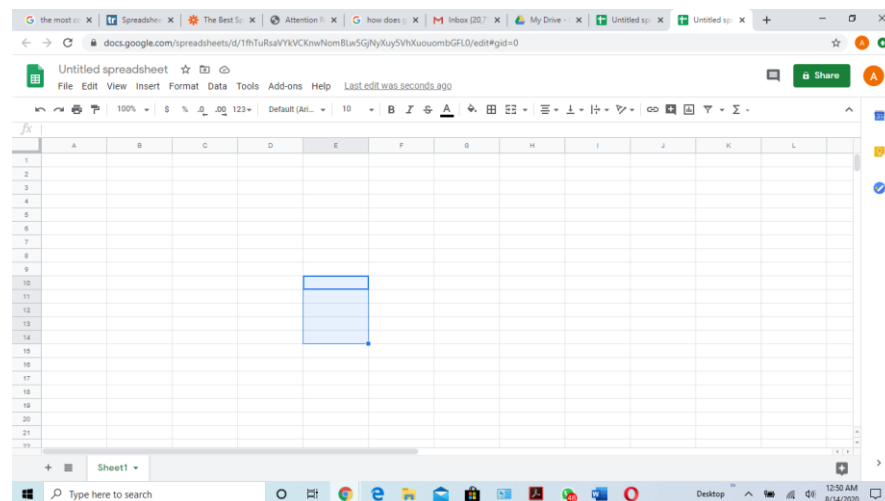 the most co
Spreadshee
The Best Sp
Attention R
how does g
Inbox (20,7
My Drive -
Untitled sp
Untitled sp
docs.google.com/spreadsheets/d/1fhTuRsaVYkVCKnwNomBLw5GjNyXuy5VhXuouombGFL0/edit#gid=0
A
Untitled spreadsheet
File Edit View Insert Format Data Tools Add-ons Help Last edit was seconds ago
Share
A
100% $ % .0 .00 123 Default (Ari... 10 B I S A
fx
A B C D E F G H I J K L
1
2
3
4
5
6
7
8
9
10
11
12
13
14
15
16
17
18
19
20
21
22
Sheet1
Type here to search
Desktop
12:50 AM
8/14/2020